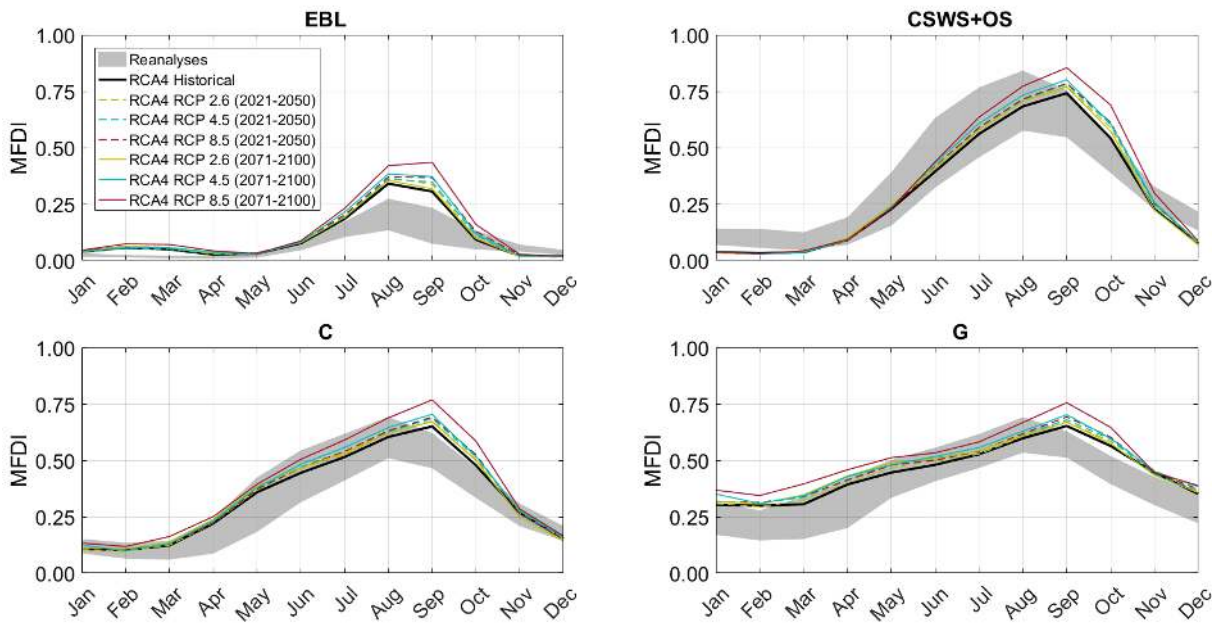 EBL
MFDI
1.00
0.75
0.50
0.25
0.00
Reanalyses
RCA4 Historical
RCA4 RCP 2.6 (2021-2050)
RCA4 RCP 4.5 (2021-2050)
RCA4 RCP 8.5 (2021-2050)
RCA4 RCP 2.6 (2071-2100)
RCA4 RCP 4.5 (2071-2100)
RCA4 RCP 8.5 (2071-2100)
Jan Feb Mar Apr May Jun Jul Aug Sep Oct Nov Dec
CSWS+OS
MFDI
1.00
0.75
0.50
0.25
0.00
Jan Feb Mar Apr May Jun Jul Aug Sep Oct Nov Dec
C
MFDI
1.00
0.75
0.50
0.25
0.00
Jan Feb Mar Apr May Jun Jul Aug Sep Oct Nov Dec
G
MFDI
1.00
0.75
0.50
0.25
0.00
Jan Feb Mar Apr May Jun Jul Aug Sep Oct Nov Dec